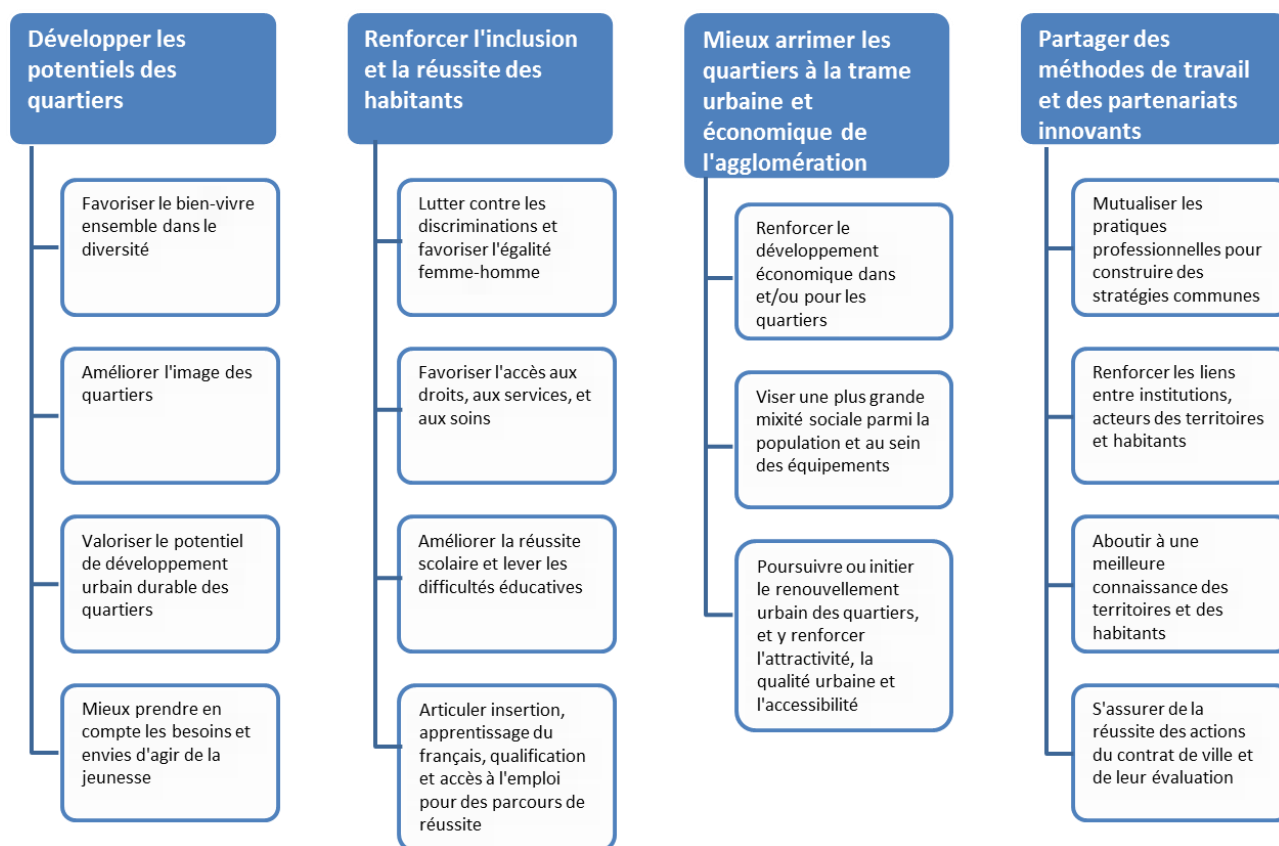 Développer les
potentiels des
quartiers
Favoriser le bien-vivre
ensemble dans le
diversité
Améliorer l'image des
quartiers
Valoriser le potentiel
de développement
urbain durable des
quartiers
Mieux prendre en
compte les besoins et
envies d'agir de la
jeunesse
Renforcer l'inclusion
et la réussite des
habitants
Lutter contre les
discriminations et
favoriser l'égalité
femme-homme
Favoriser l'accès aux
droits, aux services, et
aux soins
Améliorer la réussite
scolaire et lever les
difficultés éducatives
Articuler insertion,
apprentissage du
français, qualification
et accès à l'emploi
pour des parcours de
réussite
Mieux arrimer les
quartiers à la trame
urbaine et
économique de
l'agglomération
Renforcer le
développement
économique dans
et/ou pour les
quartiers
Viser une plus grande
mixité sociale parmi la
population et au sein
des équipements
Poursuivre ou initier
le renouvellement
urbain des quartiers,
et y renforcer
l'attractivité, la
qualité urbaine et
l'accessibilité
Partager des
méthodes de travail
et des partenariats
innovants
Mutualiser les
pratiques
professionnelles pour
construire des
stratégies communes
Renforcer les liens
entre institutions,
acteurs des territoires
et habitants
Aboutir à une
meilleure
connaissance des
territoires et des
habitants
S'assurer de la
réussite des actions
du contrat de ville et
de leur évaluation